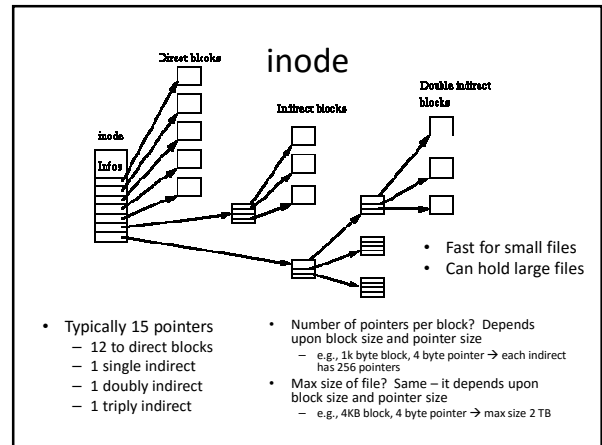 inode
Direct blcoks
Indirect blocks
Double indirect
blocks
inode
Infos
• Fast for small files
• Can hold large files
• Typically 15 pointers
– 12 to direct blocks
– 1 single indirect
– 1 doubly indirect
– 1 triply indirect
• Number of pointers per block? Depends
upon block size and pointer size
– e.g., 1k byte block, 4 byte pointer → each indirect
has 256 pointers
• Max size of file? Same – it depends upon
block size and pointer size
– e.g., 4KB block, 4 byte pointer → max size 2 TB